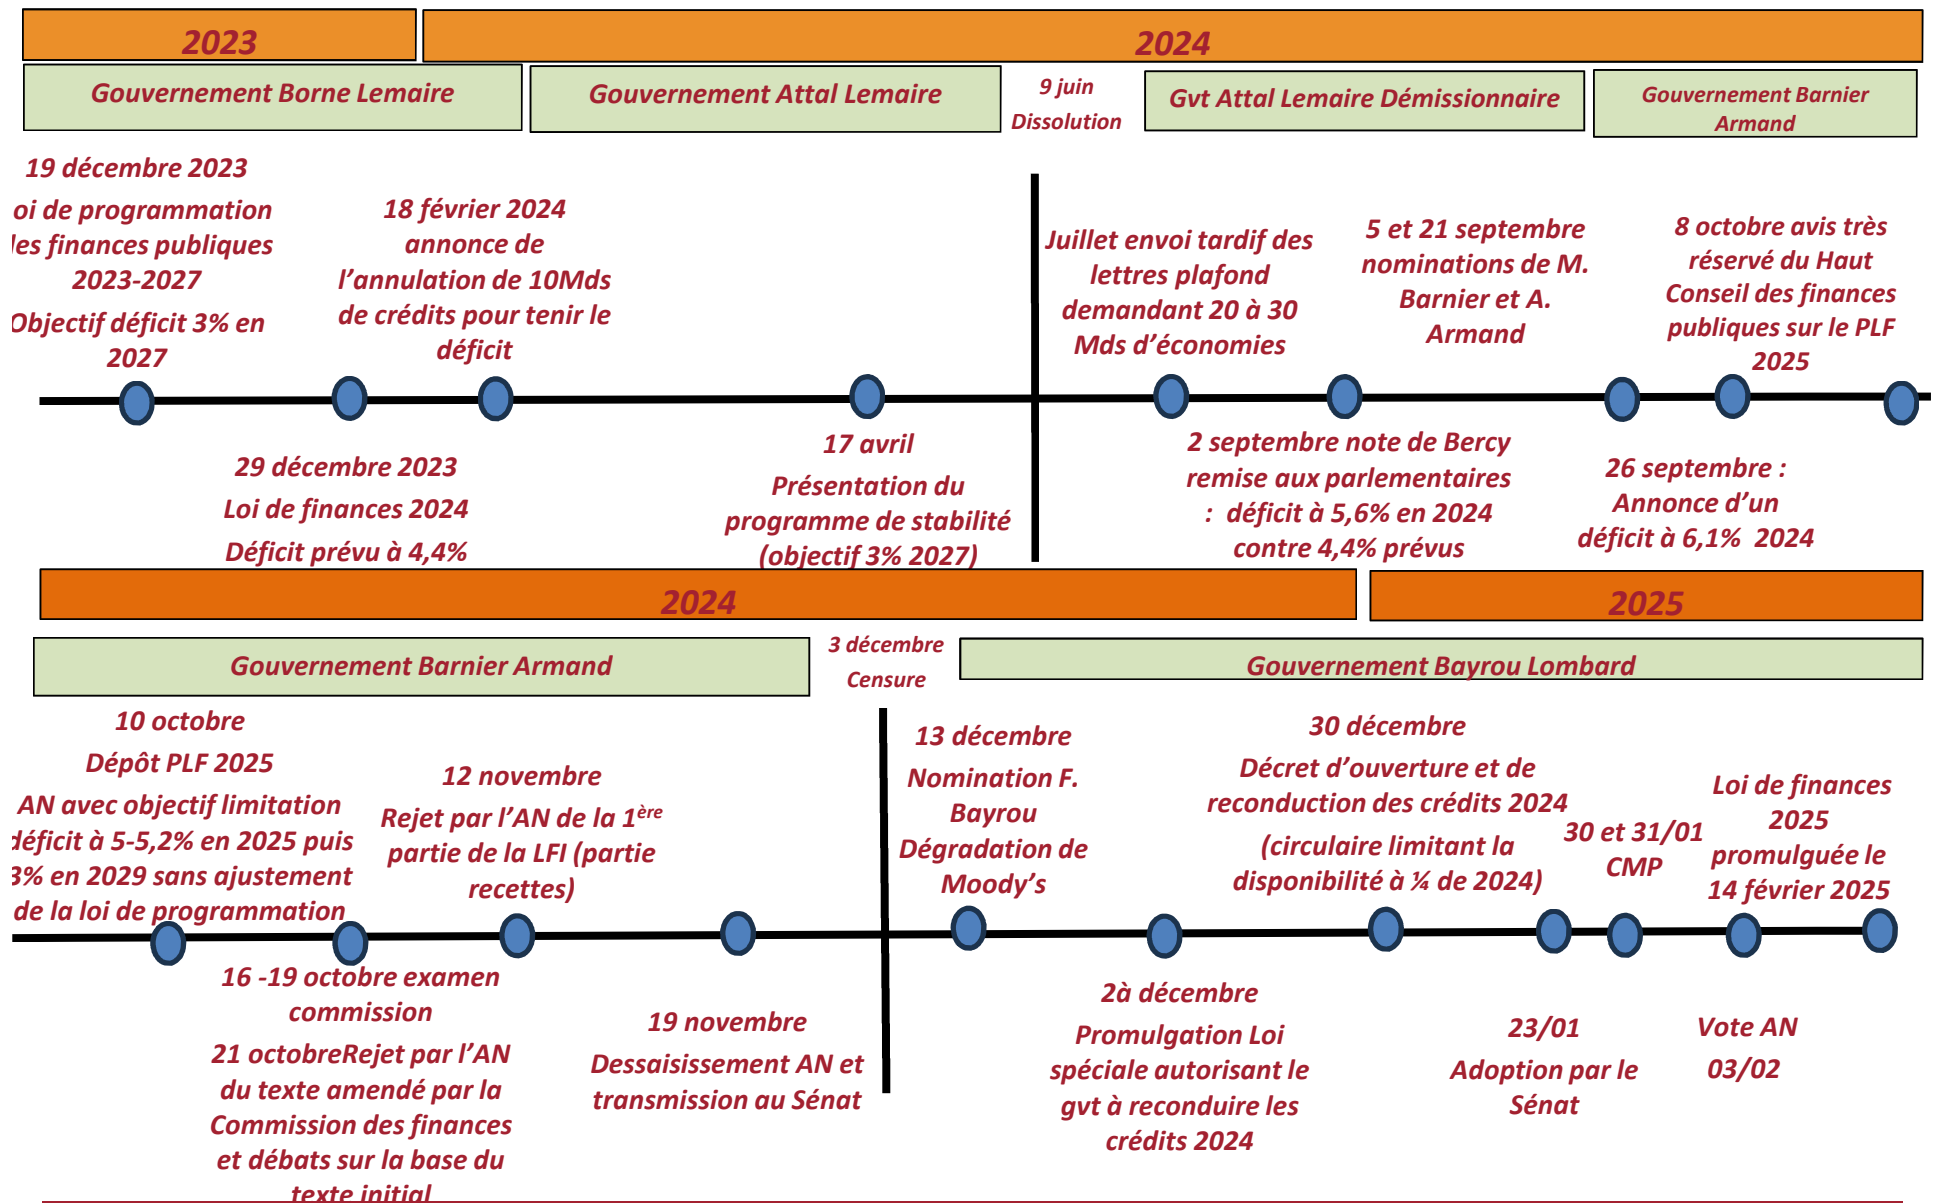 2023
2024
Gouvernement Borne Lemaire
Gouvernement Attal Lemaire
9 juin
Dissolution
Gvt Attal Lemaire Démissionnaire
Gouvernement Barnier
Armand
19 décembre 2023
oi de programmation
les finances publiques
2023-2027
Objectif déficit 3% en
2027
18 février 2024
annonce de
l’annulation de 10Mds
de crédits pour tenir le
déficit
Juillet envoi tardif des
lettres plafond
demandant 20 à 30
Mds d’économies
5 et 21 septembre
nominations de M.
Barnier et A.
Armand
8 octobre avis très
réservé du Haut
Conseil des finances
publiques sur le PLF
2025
29 décembre 2023
Loi de finances 2024
Déficit prévu à 4,4%
17 avril
Présentation du
programme de stabilité
(objectif 3% 2027)
2 septembre note de Bercy
remise aux parlementaires
: déficit à 5,6% en 2024
contre 4,4% prévus
26 septembre :
Annonce d’un
déficit à 6,1% 2024
2024
2025
Gouvernement Barnier Armand
3 décembre
Censure
Gouvernement Bayrou Lombard
10 octobre
Dépôt PLF 2025
AN avec objectif limitation
déficit à 5-5,2% en 2025 puis
3% en 2029 sans ajustement
de la loi de programmation
12 novembre
Rejet par l’AN de la 1ère
partie de la LFI (partie
recettes)
13 décembre
Nomination F.
Bayrou
Dégradation de
Moody’s
30 décembre
Décret d’ouverture et de
reconduction des crédits 2024
(circulaire limitant la
disponibilité à ¼ de 2024)
30 et 31/01
CMP
Loi de finances
2025
promulguée le
14 février 2025
16 -19 octobre examen
commission
21 octobreRejet par l’AN
du texte amendé par la
Commission des finances
et débats sur la base du
texte initial
19 novembre
Dessaisissement AN et
transmission au Sénat
2à décembre
Promulgation Loi
spéciale autorisant le
gvt à reconduire les
crédits 2024
23/01
Adoption par le
Sénat
Vote AN
03/02